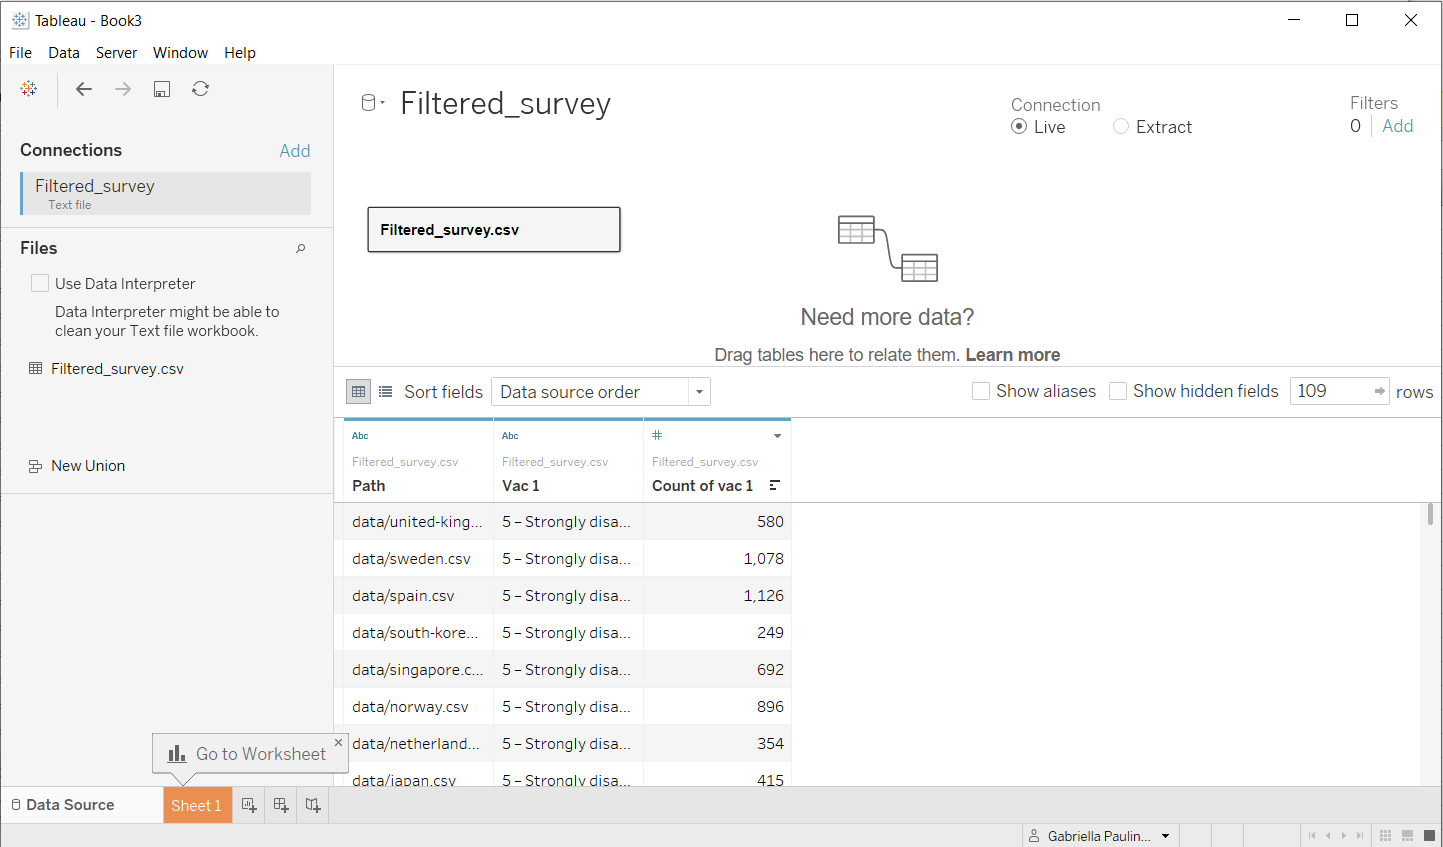 Tableau - Book3
File Data Server Window Help
Connections Add
Filtered_survey
Text file
Files
Use Data Interpreter
Data Interpreter might be able to
clean your Text file workbook.
Filtered_survey.csv
New Union
Filtered_survey
Connection
Live Extract
Filters
0 Add
Filtered_survey.csv
Need more data?
Drag tables here to relate them. Learn more
Sort fields Data source order Show aliases Show hidden fields 109 rows
Abc Abc #
Filtered_survey.csv Filtered_survey.csv Filtered_survey.csv
Path Vac 1 Count of vac 1
data/united-king... 5 – Strongly disa... 580
data/sweden.csv 5 – Strongly disa... 1,078
data/spain.csv 5 – Strongly disa... 1,126
data/south-kore... 5 – Strongly disa... 249
data/singapore.c... 5 – Strongly disa... 692
data/norway.csv 5 – Strongly disa... 896
data/netherland... 5 – Strongly disa... 354
data/japan.csv 5 – Strongly disa... 415
Go to Worksheet
Data Source Sheet 1
Gabriella Paulin...